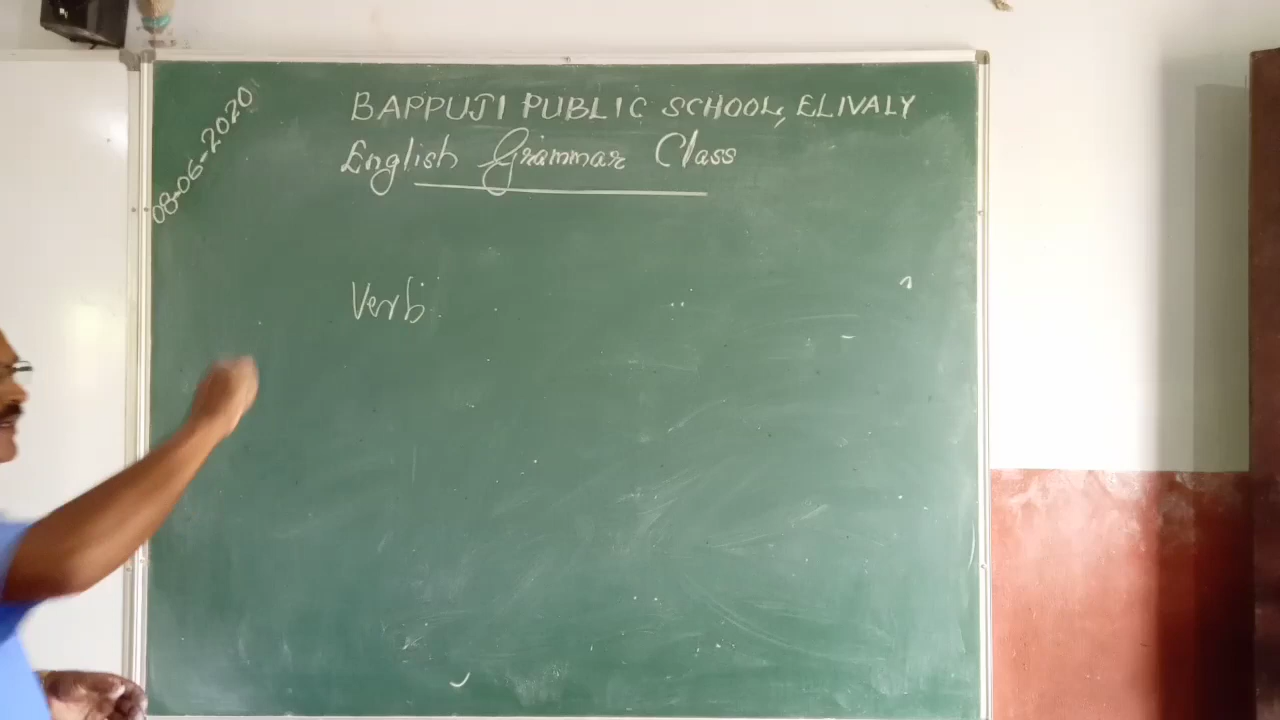 08-06-2020
BAPPUJI PUBLIC SCHOOL, ELIVALY
English Grammar Class
Verb